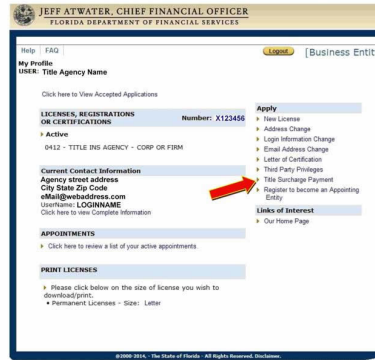 JEFF ATWATER, CHIEF FINANCIAL OFFICER
FLORIDA DEPARTMENT OF FINANCIAL SERVICES
Help FAQ
Logout [Business Entit
My Profile
USER: Title Agency Name
Click here to View Accepted Applications
LICENSES, REGISTRATIONS
OR CERTIFICATIONS Number: X123456
Active
0412 - TITLE INS AGENCY - CORP OR FIRM
Current Contact Information
Agency street address
City State Zip Code
eMail@webaddress.com
UserName: LOGINNAME
Click here to view Complete Information
APPOINTMENTS
Click here to review a list of your active appointments
PRINT LICENSES
Please click below on the size of license you wish to
download/print.
• Permanent Licenses - Size: Letter
Apply
New License
Address Change
Login Information Change
Email Address Change
Letter of Certification
Third Party Privileges
Title Surcharge Payment
Register to become an Appointing
Entity
Links of Interest
Our Home Page
©2000-2014, - The State of Florida - All Rights Reserved. Disclaimer.